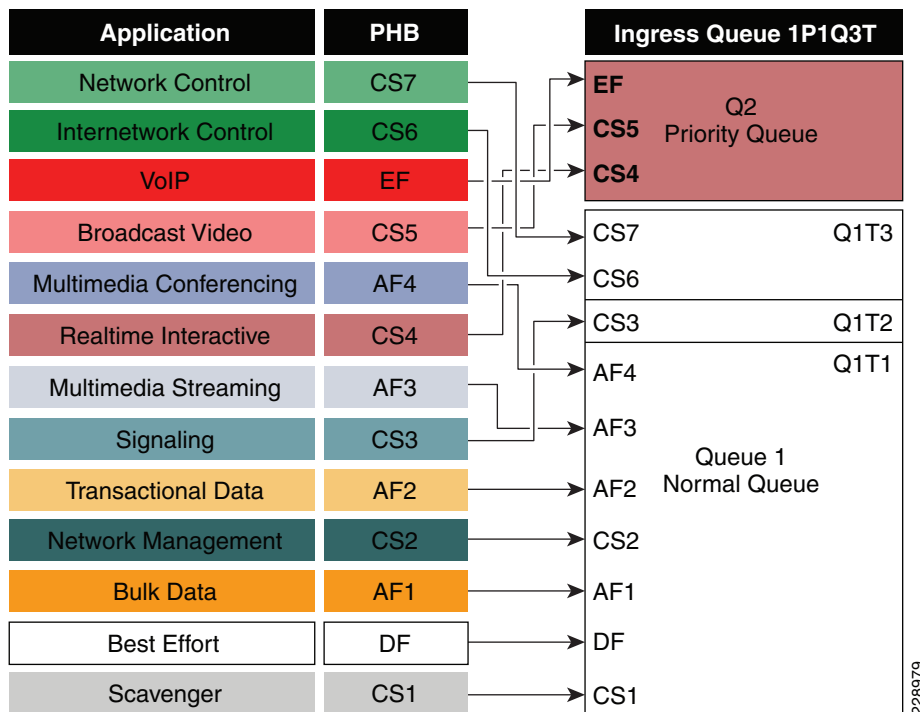 Application PHB Ingress Queue 1P1Q3T
Network Control CS7
Internetwork Control CS6
VoIP EF
Broadcast Video CS5
Multimedia Conferencing AF4
Realtime Interactive CS4
Multimedia Streaming AF3
Signaling CS3
Transactional Data AF2
Network Management CS2
Bulk Data AF1
Best Effort DF
Scavenger CS1
EF
Q2
CS5
Priority Queue
CS4
CS7 Q1T3
CS6
CS3 Q1T2
Q1T1
AF4
AF3
Queue 1
Normal Queue
AF2
CS2
AF1
DF
CS1
228979